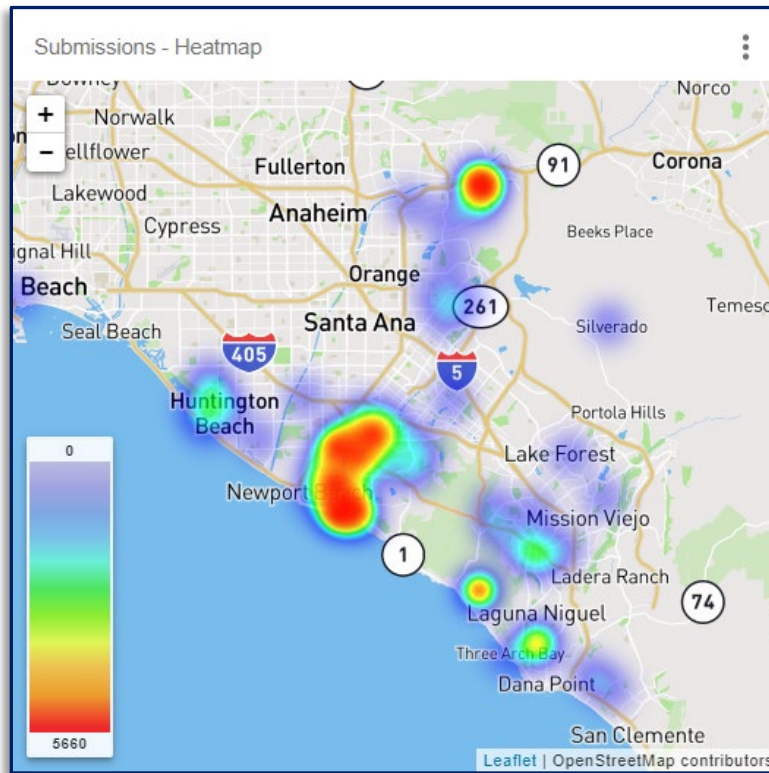 Submissions - Heatmap
Downey
Norco
+
Norwalk
−
ellflower
Fullerton
91
Corona
Lakewood
Anaheim
Cypress
ignal Hill
Beeks Place
Orange
Beach
261
Temesc
Santa Ana
Seal Beach
Silverado
405
5
Huntington
Beach
Portola Hills
0
Lake Forest
Newport Beach
Mission Viejo
1
Ladera Ranch
74
Laguna Niguel
Three Arch Bay
Dana Point
San Clemente
5660
Leaflet | OpenStreetMap contributors